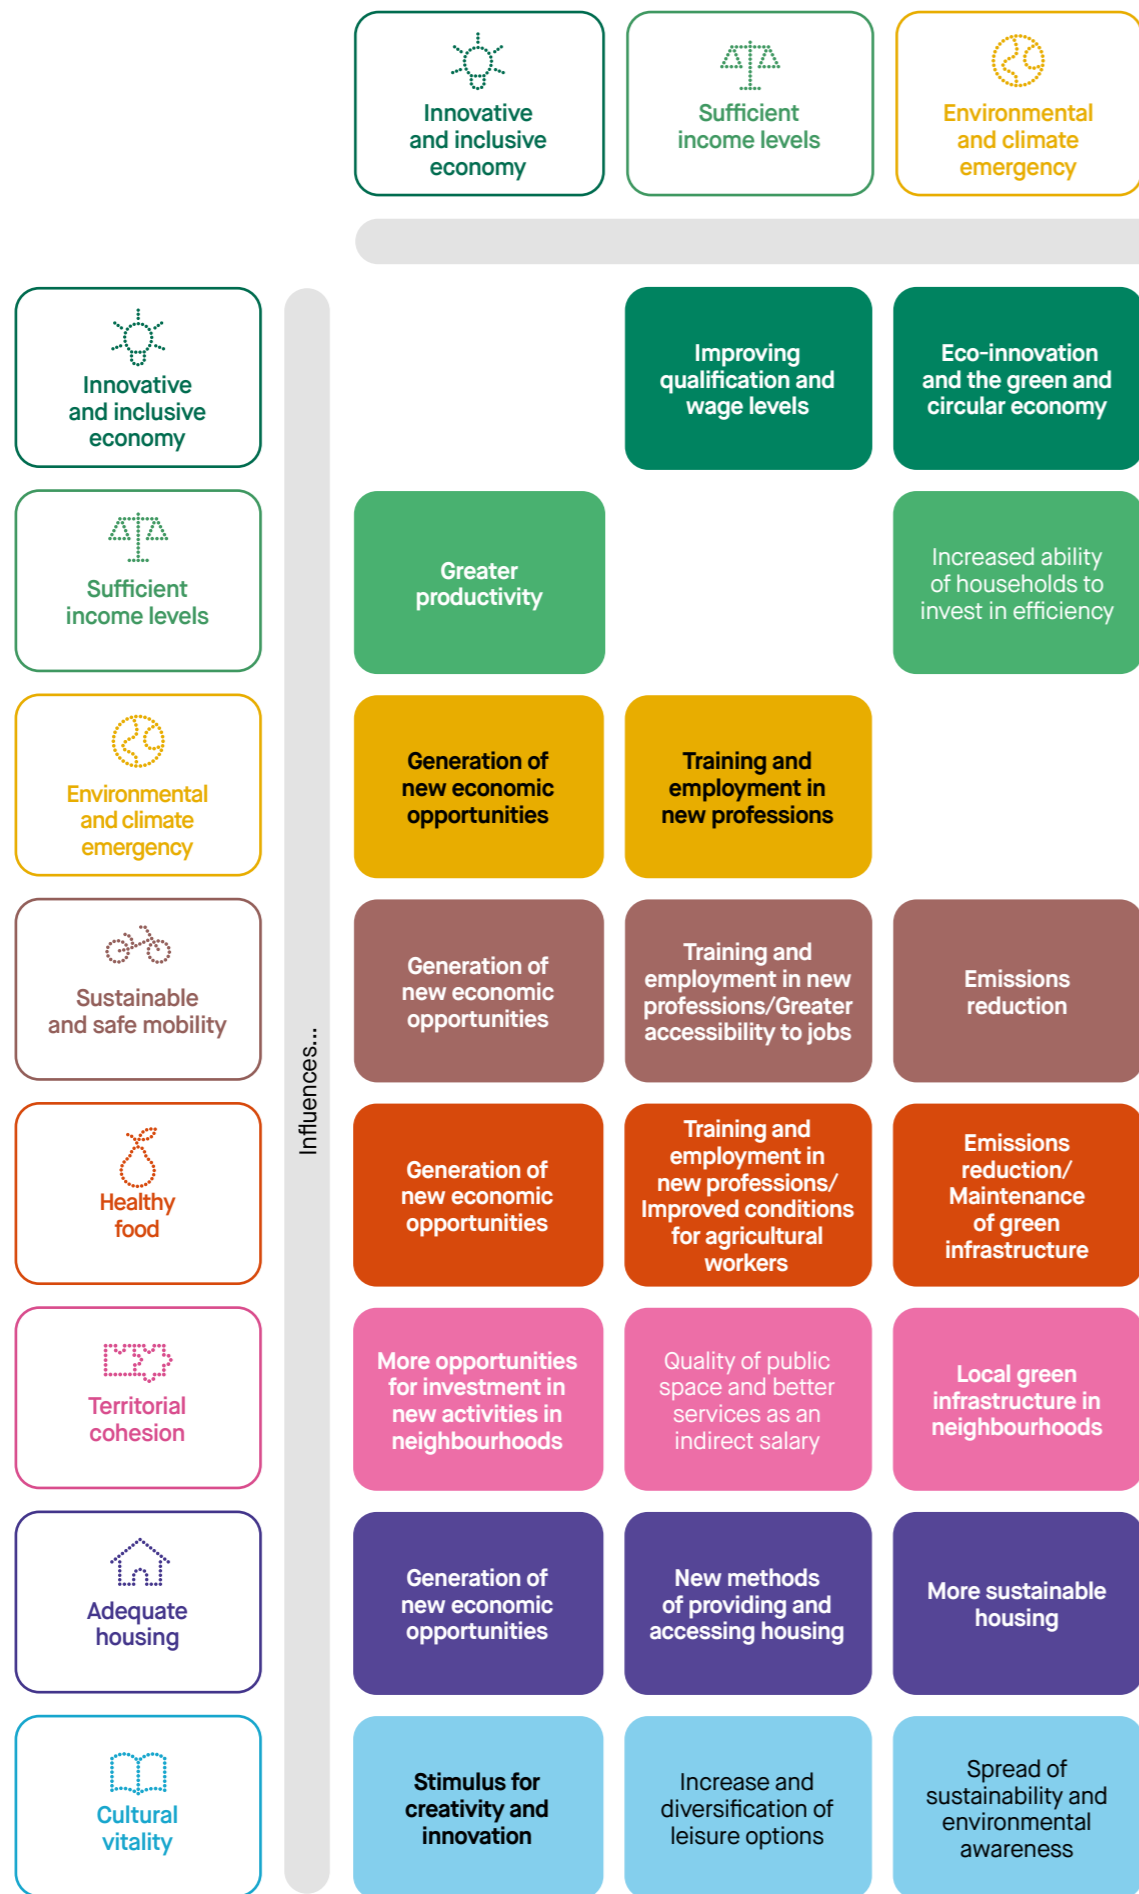 Innovative
and inclusive
economy
Sufficient
income levels
Environmental
and climate
emergency
Innovative
and inclusive
economy
Improving
qualification and
wage levels
Eco-innovation
and the green and
circular economy
Sufficient
income levels
Greater
productivity
Increased ability
of households to
invest in efficiency
Environmental
and climate
emergency
Generation of
new economic
opportunities
Training and
employment in
new professions
Sustainable
and safe mobility
Influences...
Generation of
new economic
opportunities
Training and
employment in new
professions/Greater
accessibility to jobs
Emissions
reduction
Healthy
food
Generation of
new economic
opportunities
Training and
employment in
new professions/
Improved conditions
for agricultural
workers
Emissions
reduction/
Maintenance
of green
infrastructure
Territorial
cohesion
More opportunities
for investment in
new activities in
neighbourhoods
Quality of public
space and better
services as an
indirect salary
Local green
infrastructure in
neighbourhoods
Adequate
housing
Generation of
new economic
opportunities
New methods
of providing and
accessing housing
More sustainable
housing
Cultural
vitality
Stimulus for
creativity and
innovation
Increase and
diversification of
leisure options
Spread of
sustainability and
environmental
awareness